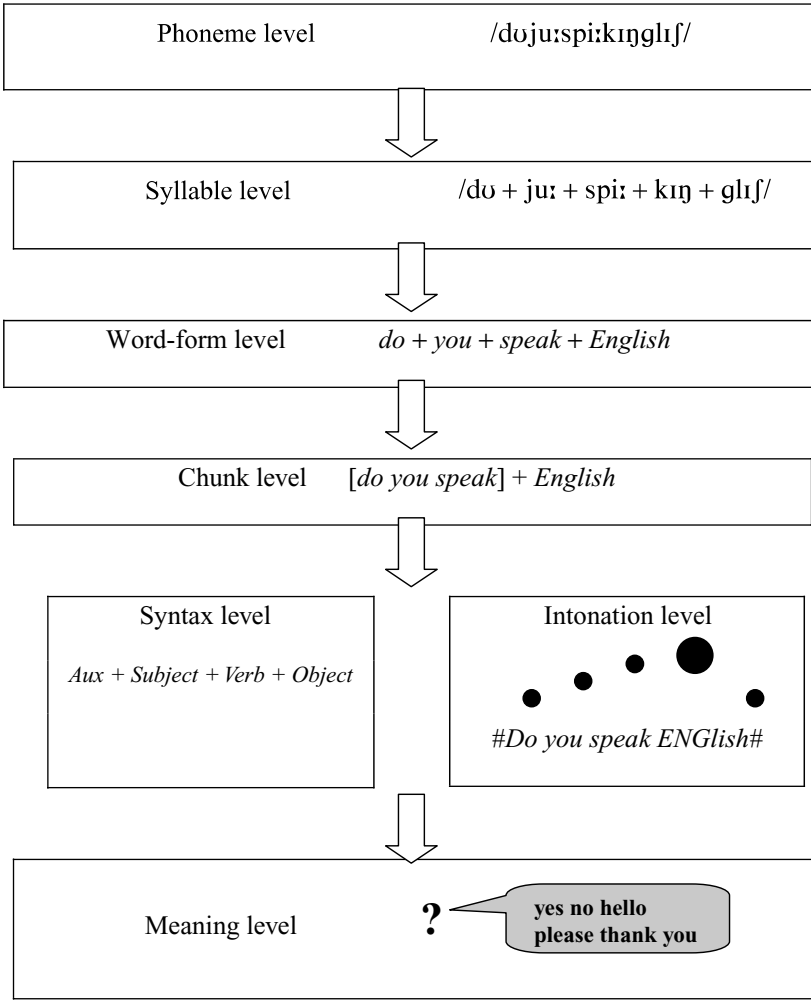 Phoneme level /dʊjuːspiːkɪŋɡlɪʃ/
Syllable level /dʊ + juː + spiː + kɪŋ + ɡlɪʃ/
Word-form level do + you + speak + English
Chunk level [do you speak] + English
Syntax level
Aux + Subject + Verb + Object
Intonation level
#Do you speak ENGlish#
Meaning level ?
yes no hello
please thank you